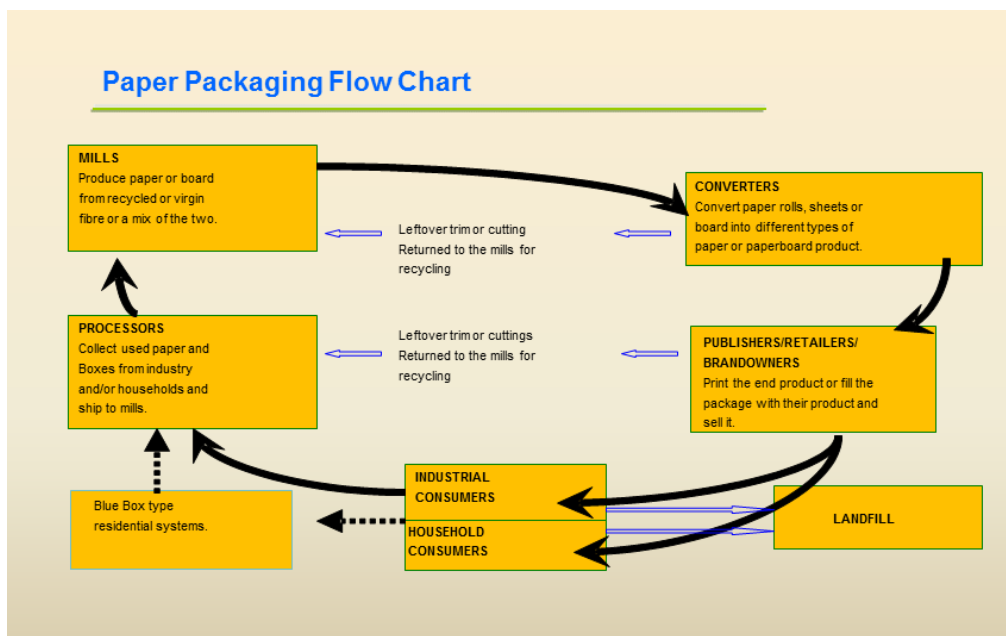 Paper Packaging Flow Chart
MILLS
Produce paper or board
from recycled or virgin
fibre or a mix of the two.
CONVERTERS
Convert paper rolls, sheets or
board into different types of
paper or paperboard product.
Leftover trim or cutting
Returned to the mills for
recycling
PROCESSORS
Collect used paper and
Boxes from industry
and/or households and
ship to mills.
Leftover trim or cuttings
Returned to the mills for
recycling
PUBLISHERS/RETAILERS/
BRANDOWNERS
Print the end product or fill the
package with their product and
sell it.
INDUSTRIAL
CONSUMERS
HOUSEHOLD
CONSUMERS
Blue Box type
residential systems.
LANDFILL